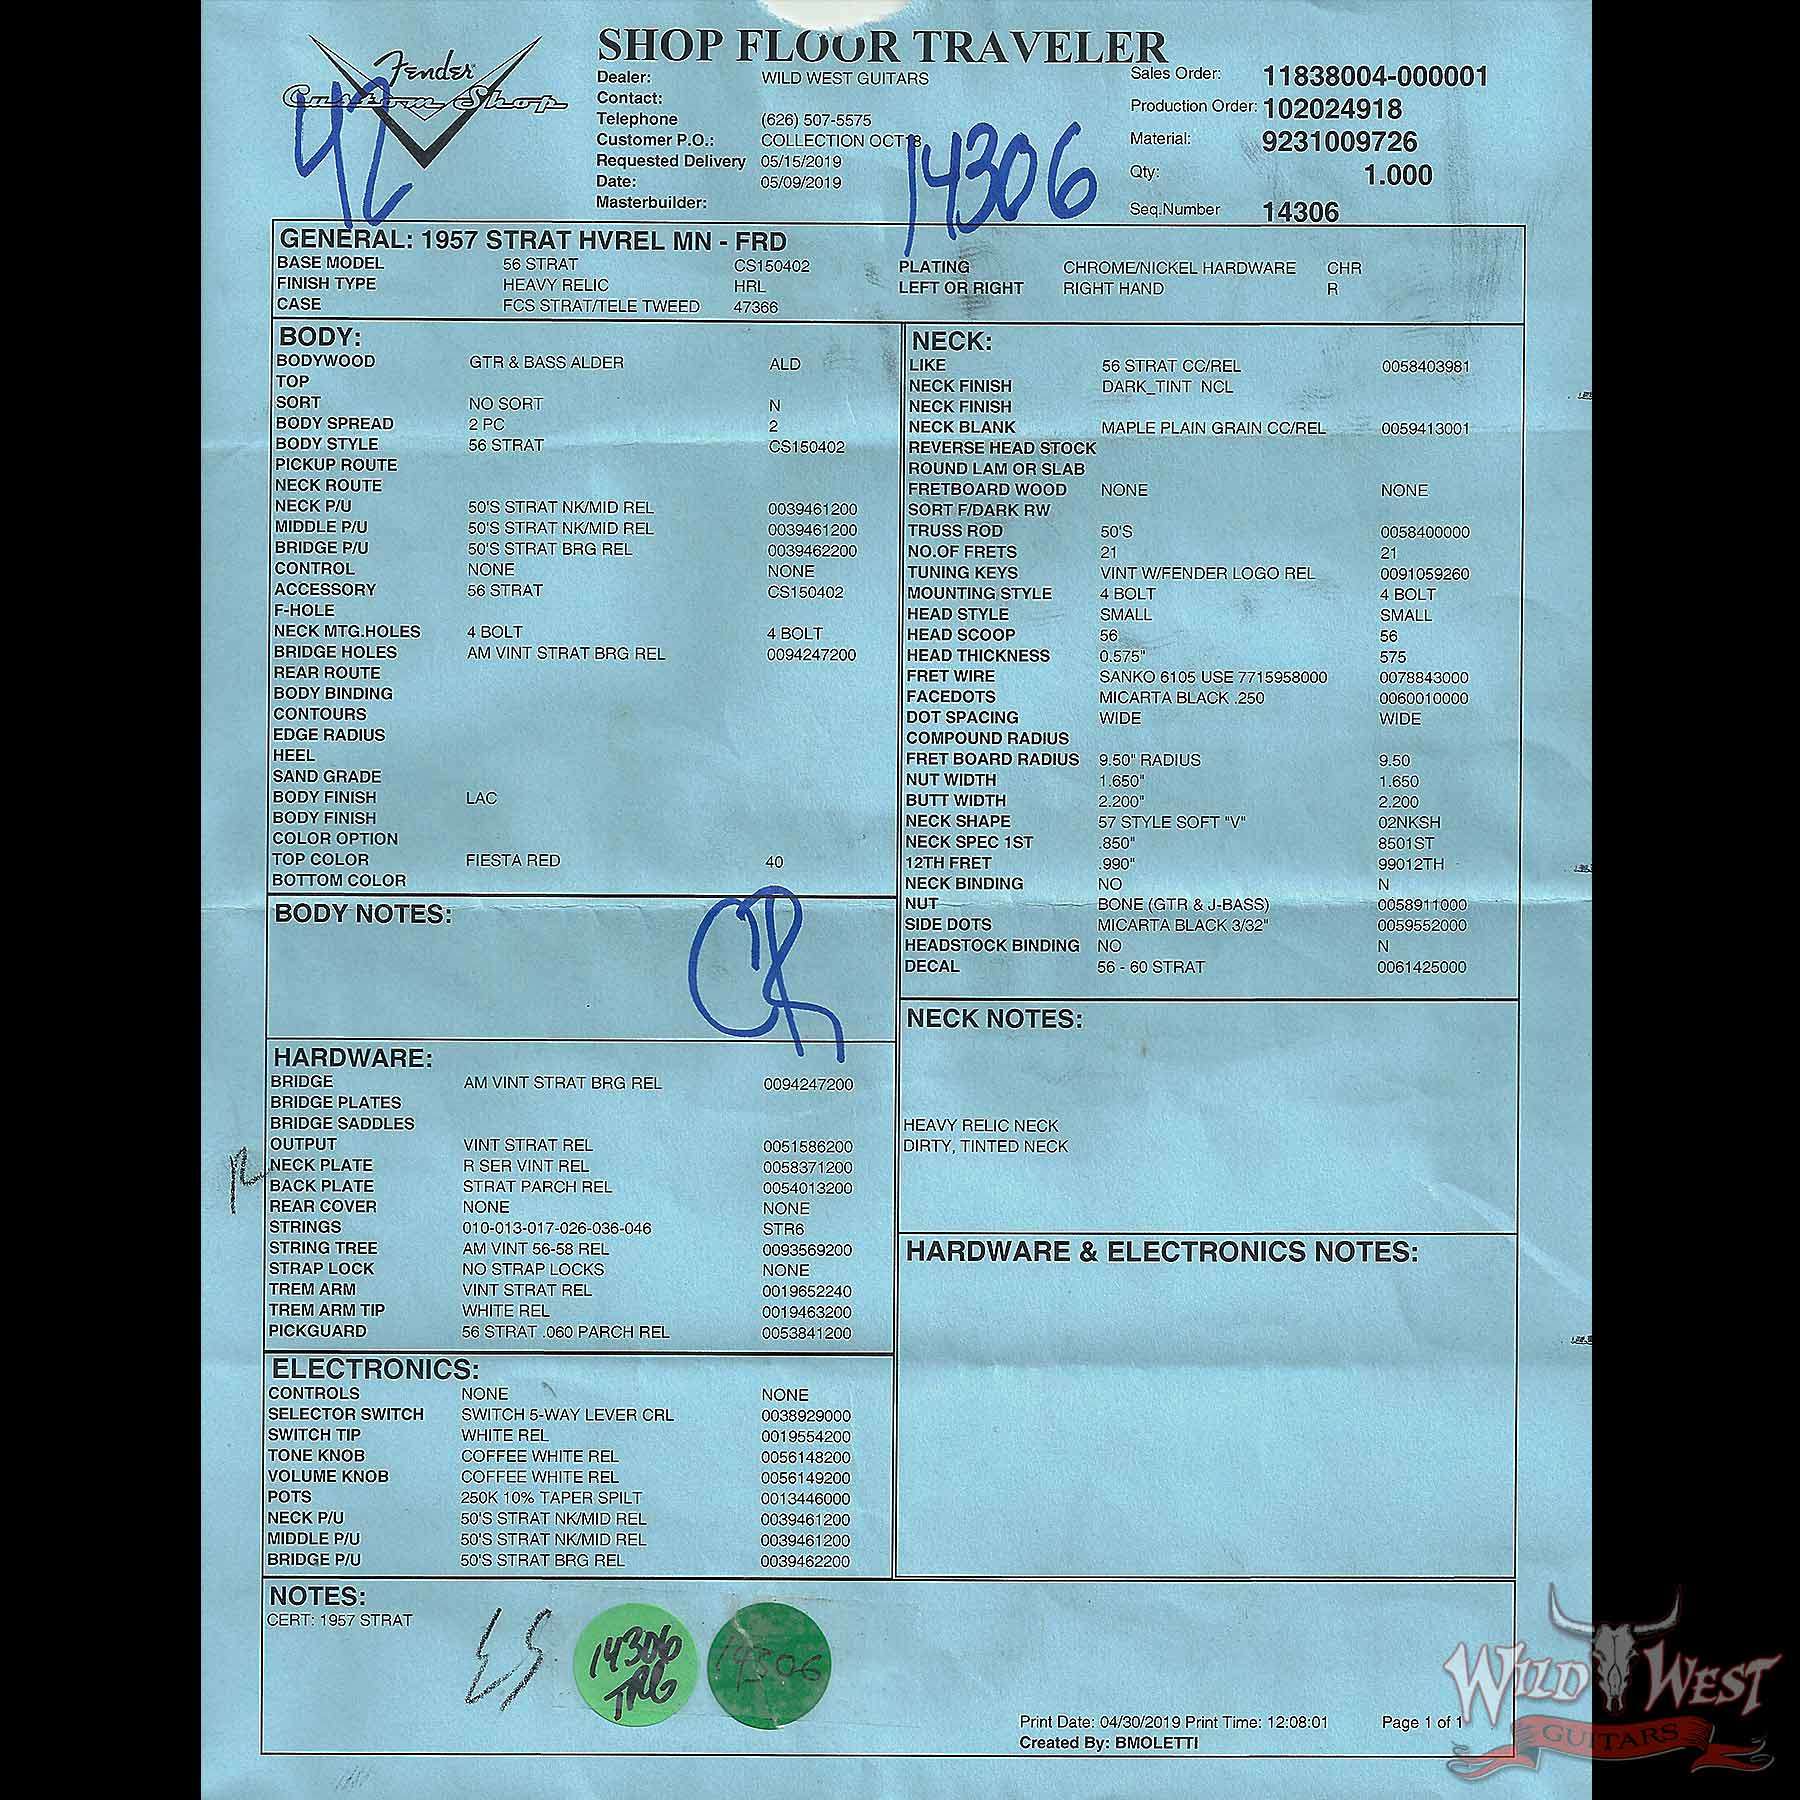 SHOP FLOOR TRAVELER
Fender
Custom Shop
42
Dealer: WILD WEST GUITARS
Contact:
Telephone (626) 507-5575
Customer P.O.: COLLECTION OCT18
Requested Delivery 05/15/2019
Date: 05/09/2019
Masterbuilder:
14306
Sales Order: 11838004-000001
Production Order: 102024918
Material: 9231009726
Qty: 1.000
Seq.Number 14306
GENERAL: 1957 STRAT HVREL MN - FRD
BASE MODEL 56 STRAT CS150402
FINISH TYPE HEAVY RELIC HRL
CASE FCS STRAT/TELE TWEED 47366
PLATING CHROME/NICKEL HARDWARE CHR
LEFT OR RIGHT RIGHT HAND R
BODY:
BODYWOOD GTR & BASS ALDER ALD
TOP
SORT NO SORT N
BODY SPREAD 2 PC 2
BODY STYLE 56 STRAT CS150402
PICKUP ROUTE
NECK ROUTE
NECK P/U 50'S STRAT NK/MID REL 0039461200
MIDDLE P/U 50'S STRAT NK/MID REL 0039461200
BRIDGE P/U 50'S STRAT BRG REL 0039462200
CONTROL NONE NONE
ACCESSORY 56 STRAT CS150402
F-HOLE
NECK MTG.HOLES 4 BOLT 4 BOLT
BRIDGE HOLES AM VINT STRAT BRG REL 0094247200
REAR ROUTE
BODY BINDING
CONTOURS
EDGE RADIUS
HEEL
SAND GRADE
BODY FINISH LAC
BODY FINISH
COLOR OPTION
TOP COLOR FIESTA RED 40
BOTTOM COLOR
BODY NOTES:
CR
HARDWARE:
BRIDGE AM VINT STRAT BRG REL 0094247200
BRIDGE PLATES
BRIDGE SADDLES
OUTPUT VINT STRAT REL 0051586200
NECK PLATE R SER VINT REL 0058371200
BACK PLATE STRAT PARCH REL 0054013200
REAR COVER NONE NONE
STRINGS 010-013-017-026-036-046 STR6
STRING TREE AM VINT 56-58 REL 0093569200
STRAP LOCK NO STRAP LOCKS NONE
TREM ARM VINT STRAT REL 0019652240
TREM ARM TIP WHITE REL 0019463200
PICKGUARD 56 STRAT .060 PARCH REL 0053841200
ELECTRONICS:
CONTROLS NONE NONE
SELECTOR SWITCH SWITCH 5-WAY LEVER CRL 0038929000
SWITCH TIP WHITE REL 0019554200
TONE KNOB COFFEE WHITE REL 0056148200
VOLUME KNOB COFFEE WHITE REL 0056149200
POTS 250K 10% TAPER SPILT 0013446000
NECK P/U 50'S STRAT NK/MID REL 0039461200
MIDDLE P/U 50'S STRAT NK/MID REL 0039461200
BRIDGE P/U 50'S STRAT BRG REL 0039462200
NECK:
LIKE 56 STRAT CC/REL 0058403981
NECK FINISH DARK_TINT NCL
NECK FINISH
NECK BLANK MAPLE PLAIN GRAIN CC/REL 0059413001
REVERSE HEAD STOCK
ROUND LAM OR SLAB
FRETBOARD WOOD NONE NONE
SORT F/DARK RW
TRUSS ROD 50'S 0058400000
NO.OF FRETS 21 21
TUNING KEYS VINT W/FENDER LOGO REL 0091059260
MOUNTING STYLE 4 BOLT 4 BOLT
HEAD STYLE SMALL SMALL
HEAD SCOOP 56 56
HEAD THICKNESS 0.575" 575
FRET WIRE SANKO 6105 USE 7715958000 0078843000
FACEDOTS MICARTA BLACK .250 0060010000
DOT SPACING WIDE WIDE
COMPOUND RADIUS
FRET BOARD RADIUS 9.50" RADIUS 9.50
NUT WIDTH 1.650" 1.650
BUTT WIDTH 2.200" 2.200
NECK SHAPE 57 STYLE SOFT "V" 02NKSH
NECK SPEC 1ST .850" 8501ST
12TH FRET .990" 99012TH
NECK BINDING NO N
NUT BONE (GTR & J-BASS) 0058911000
SIDE DOTS MICARTA BLACK 3/32" 0059552000
HEADSTOCK BINDING NO N
DECAL 56 - 60 STRAT 0061425000
NECK NOTES:
HEAVY RELIC NECK
DIRTY, TINTED NECK
HARDWARE & ELECTRONICS NOTES:
NOTES:
CERT: 1957 STRAT
14306
TRG
14306
Print Date: 04/30/2019 Print Time: 12:08:01 Page 1 of 1
Created By: BMOLETTI
WILD WEST
GUITARS